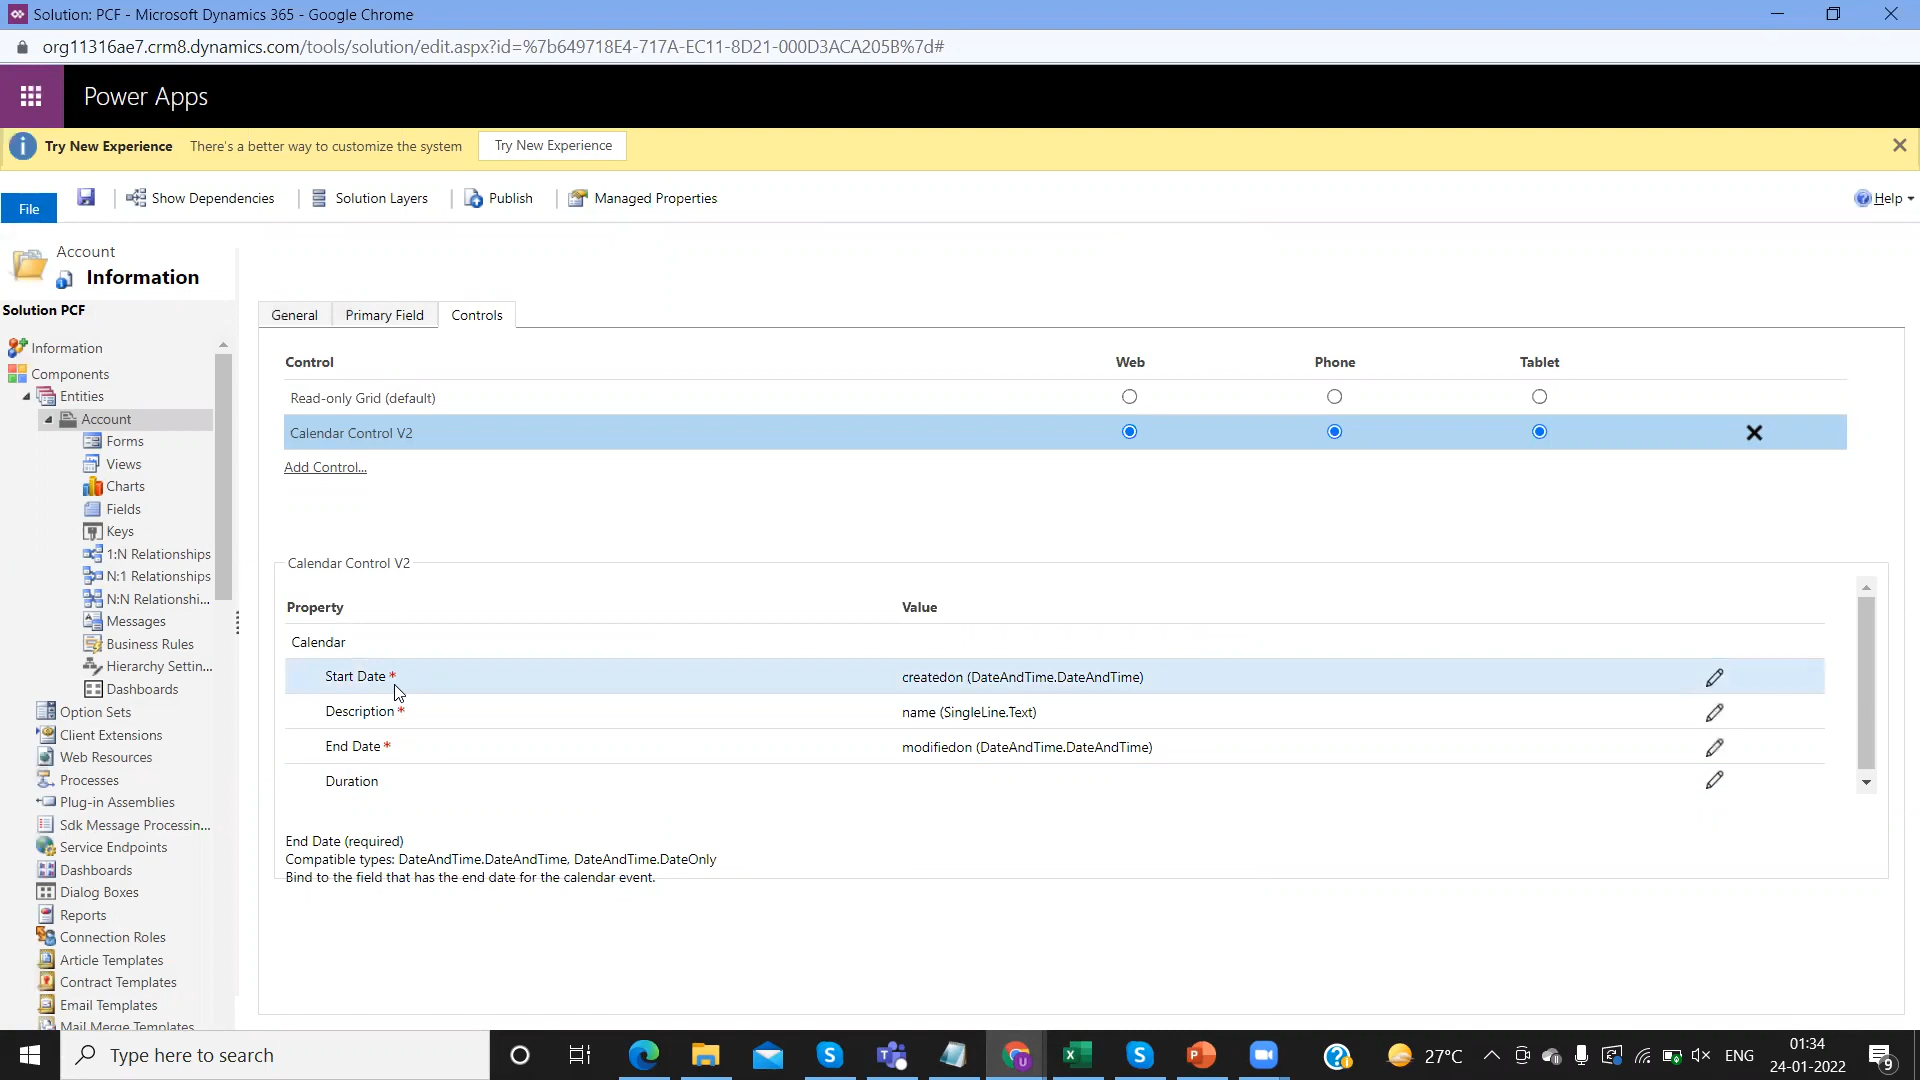 Solution: PCF - Microsoft Dynamics 365 - Google Chrome
org11316ae7.crm8.dynamics.com/tools/solution/edit.aspx?id=%7b649718E4-717A-EC11-8D21-000D3ACA205B%7d#
Power Apps
Try New Experience There's a better way to customize the system Try New Experience
File Show Dependencies Solution Layers Publish Managed Properties Help
Account
Information
Solution PCF
Information
Components
Entities
Account
Forms
Views
Charts
Fields
Keys
1:N Relationships
N:1 Relationships
N:N Relationshi...
Messages
Business Rules
Hierarchy Settin...
Dashboards
Option Sets
Client Extensions
Web Resources
Processes
Plug-in Assemblies
Sdk Message Processin...
Service Endpoints
Dashboards
Dialog Boxes
Reports
Connection Roles
Article Templates
Contract Templates
Email Templates
Mail Merge Templates
General Primary Field Controls
Control Web Phone Tablet
Read-only Grid (default)
Calendar Control V2
Add Control...
Calendar Control V2
Property Value
Calendar
Start Date * createdon (DateAndTime.DateAndTime)
Description * name (SingleLine.Text)
End Date * modifiedon (DateAndTime.DateAndTime)
Duration
End Date (required)
Compatible types: DateAndTime.DateAndTime, DateAndTime.DateOnly
Bind to the field that has the end date for the calendar event.
Type here to search
27°C ENG 01:34
24-01-2022
9